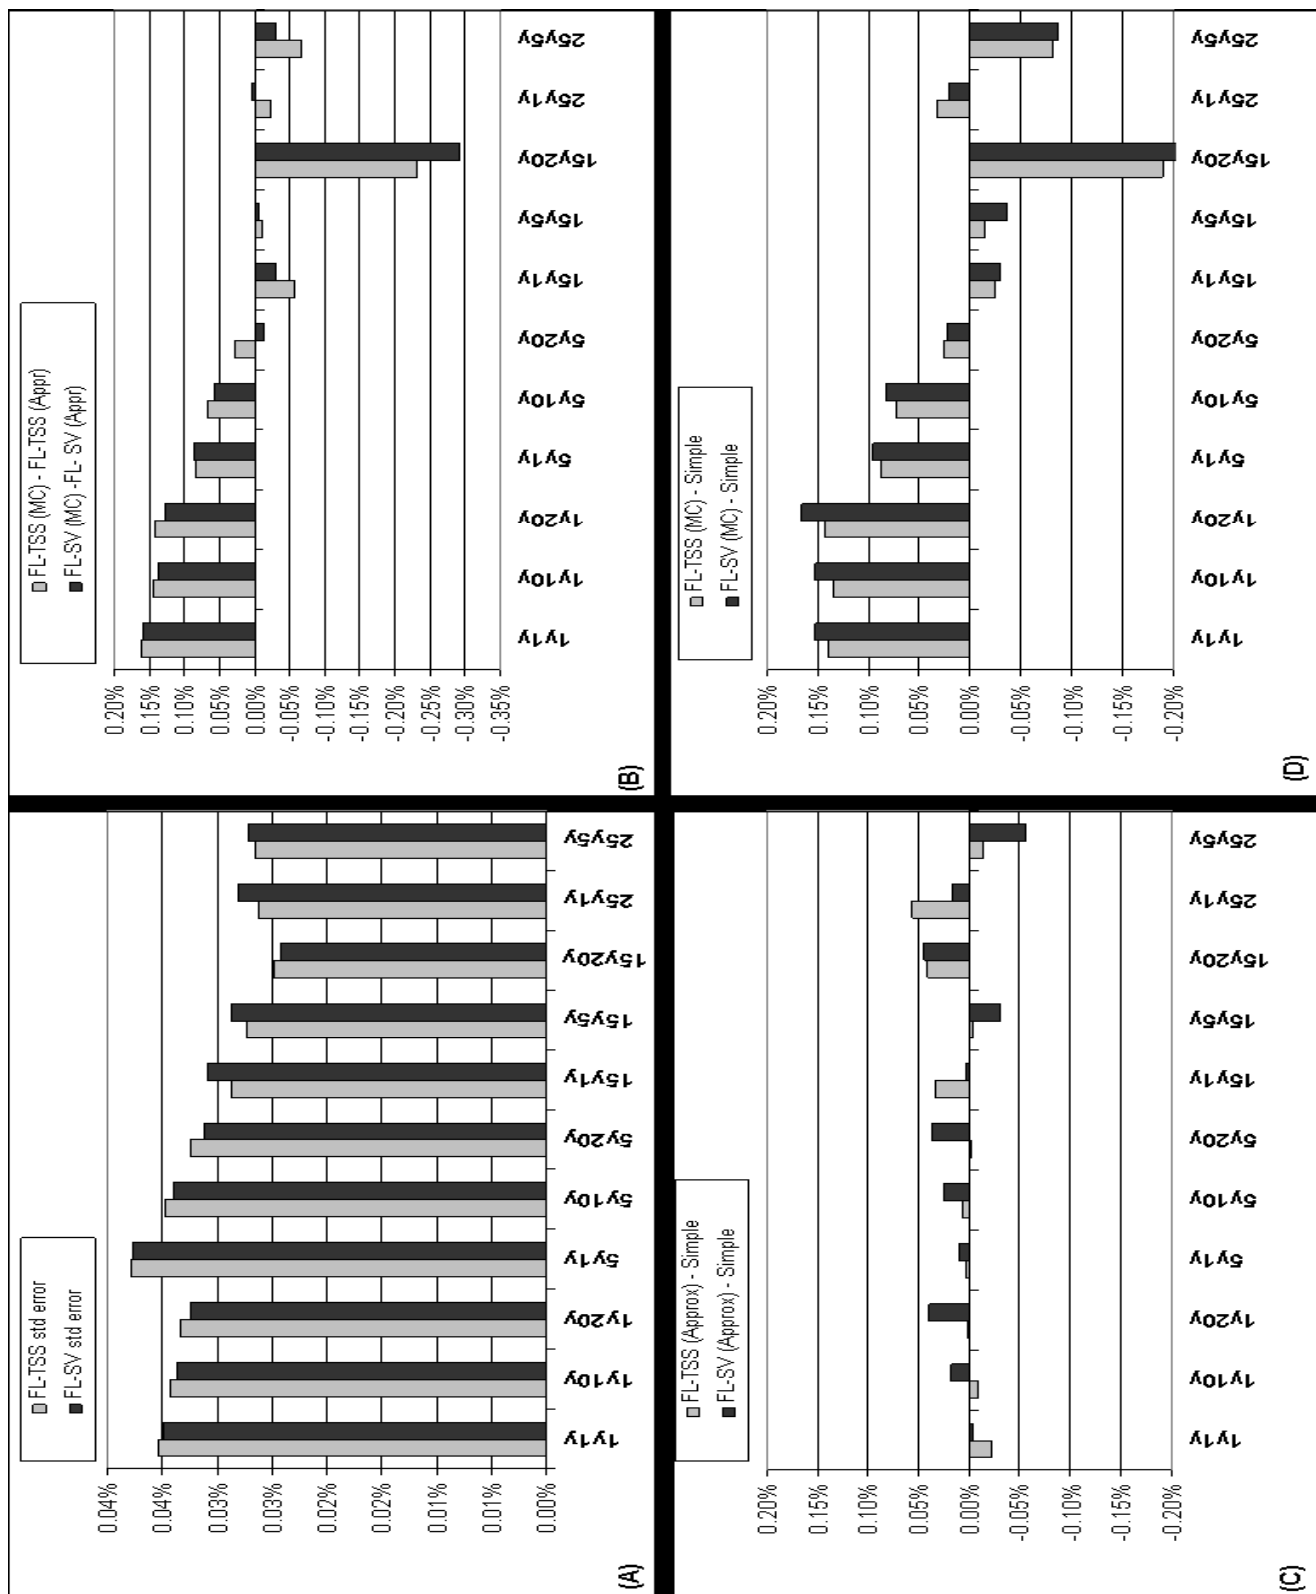 FL-TSS std error
FL-SV std error
0.04%
0.04%
0.03%
0.03%
0.02%
0.02%
0.01%
0.01%
0.00%
1y1y
1y10y
1y20y
5y1y
5y10y
5y20y
15y1y
15y5y
15y20y
25y1y
25y5y
(A)
FL-TSS (MC) - FL-TSS (Appr)
FL-SV (MC) -FL- SV (Appr)
0.20%
0.15%
0.10%
0.05%
0.00%
-0.05%
-0.10%
-0.15%
-0.20%
-0.25%
-0.30%
-0.35%
1y1y
1y10y
1y20y
5y1y
5y10y
5y20y
15y1y
15y5y
15y20y
25y1y
25y5y
(B)
FL-TSS (Approx) - Simple
FL-SV (Approx) - Simple
0.20%
0.15%
0.10%
0.05%
0.00%
-0.05%
-0.10%
-0.15%
-0.20%
1y1y
1y10y
1y20y
5y1y
5y10y
5y20y
15y1y
15y5y
15y20y
25y1y
25y5y
(C)
FL-TSS (MC) - Simple
FL-SV (MC) - Simple
0.20%
0.15%
0.10%
0.05%
0.00%
-0.05%
-0.10%
-0.15%
-0.20%
1y1y
1y10y
1y20y
5y1y
5y10y
5y20y
15y1y
15y5y
15y20y
25y1y
25y5y
(D)